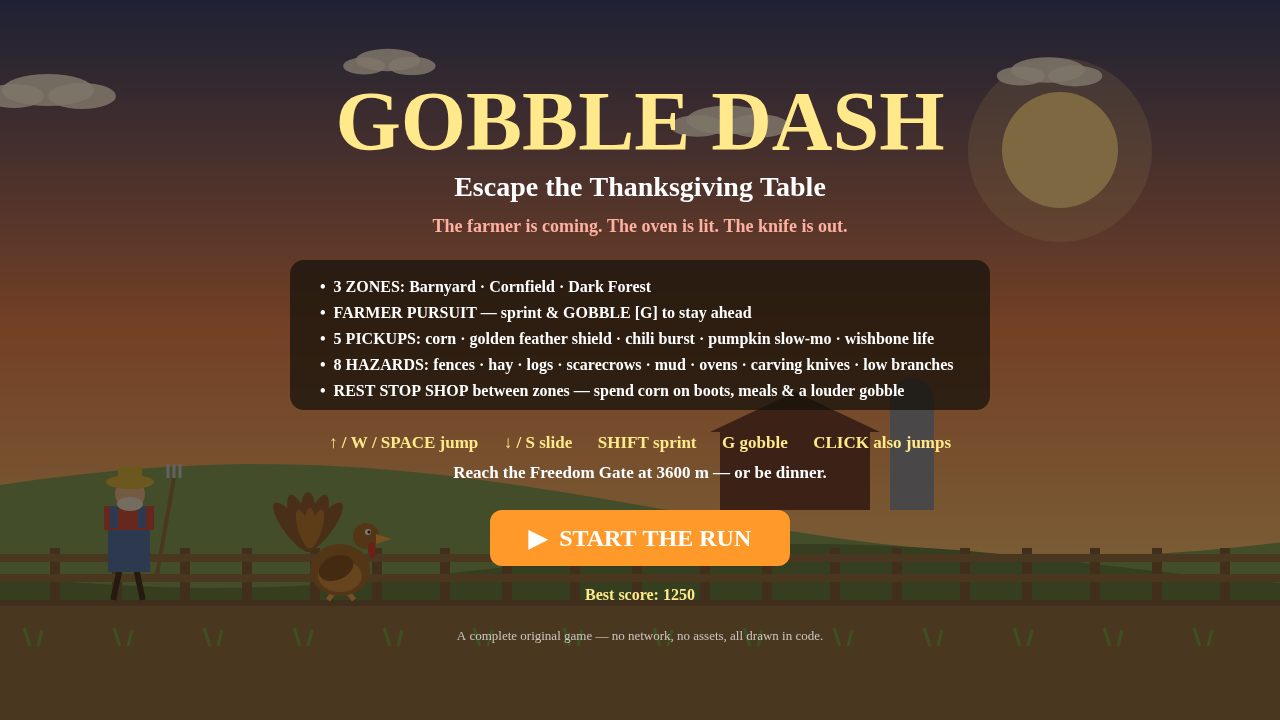 GOBBLE DASH
Escape the Thanksgiving Table
The farmer is coming. The oven is lit. The knife is out.
• 3 ZONES: Barnyard · Cornfield · Dark Forest
• FARMER PURSUIT — sprint & GOBBLE [G] to stay ahead
• 5 PICKUPS: corn · golden feather shield · chili burst · pumpkin slow-mo · wishbone life
• 8 HAZARDS: fences · hay · logs · scarecrows · mud · ovens · carving knives · low branches
• REST STOP SHOP between zones — spend corn on boots, meals & a louder gobble
↑ / W / SPACE jump ↓ / S slide SHIFT sprint G gobble CLICK also jumps
Reach the Freedom Gate at 3600 m — or be dinner.
▶ START THE RUN
Best score: 1250
A complete original game — no network, no assets, all drawn in code.